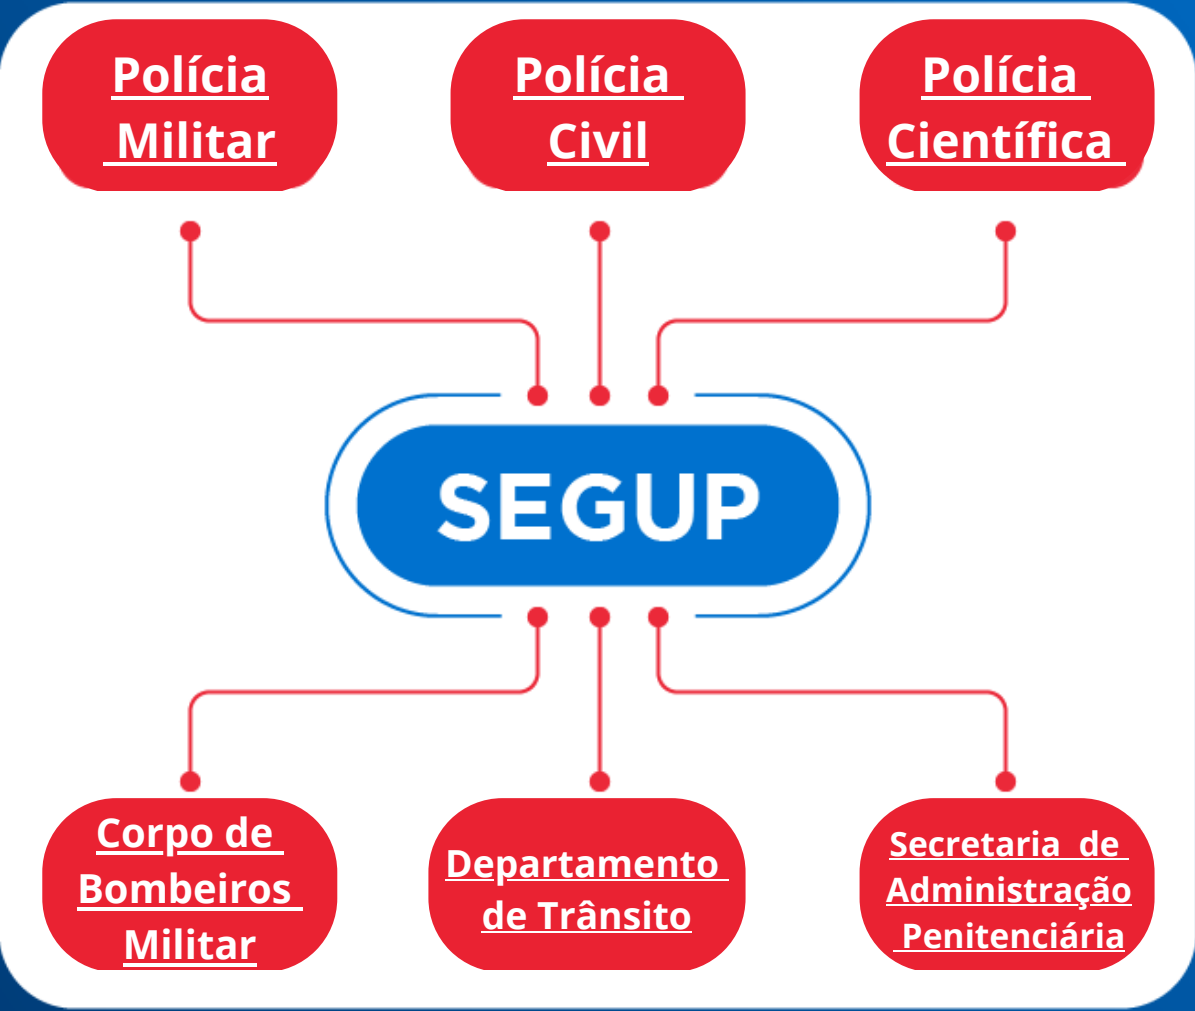 Polícia
Militar
Polícia
Civil
Polícia
Científica
SEGUP
Corpo de
Bombeiros
Militar
Departamento
de Trânsito
Secretaria de
Administração
Penitenciária